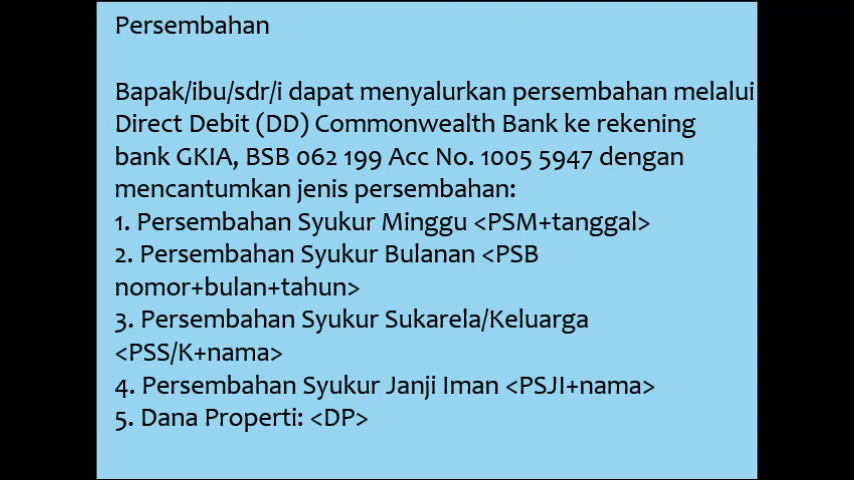 Persembahan
Bapak/ibu/sdr/i dapat menyalurkan persembahan melalui
Direct Debit (DD) Commonwealth Bank ke rekening
bank GKIA, BSB 062 199 Acc No. 1005 5947 dengan
mencantumkan jenis persembahan:
1. Persembahan Syukur Minggu <PSM+tanggal>
2. Persembahan Syukur Bulanan <PSB
nomor+bulan+tahun>
3. Persembahan Syukur Sukarela/Keluarga
<PSS/K+nama>
4. Persembahan Syukur Janji Iman <PSJI+nama>
5. Dana Properti: <DP>